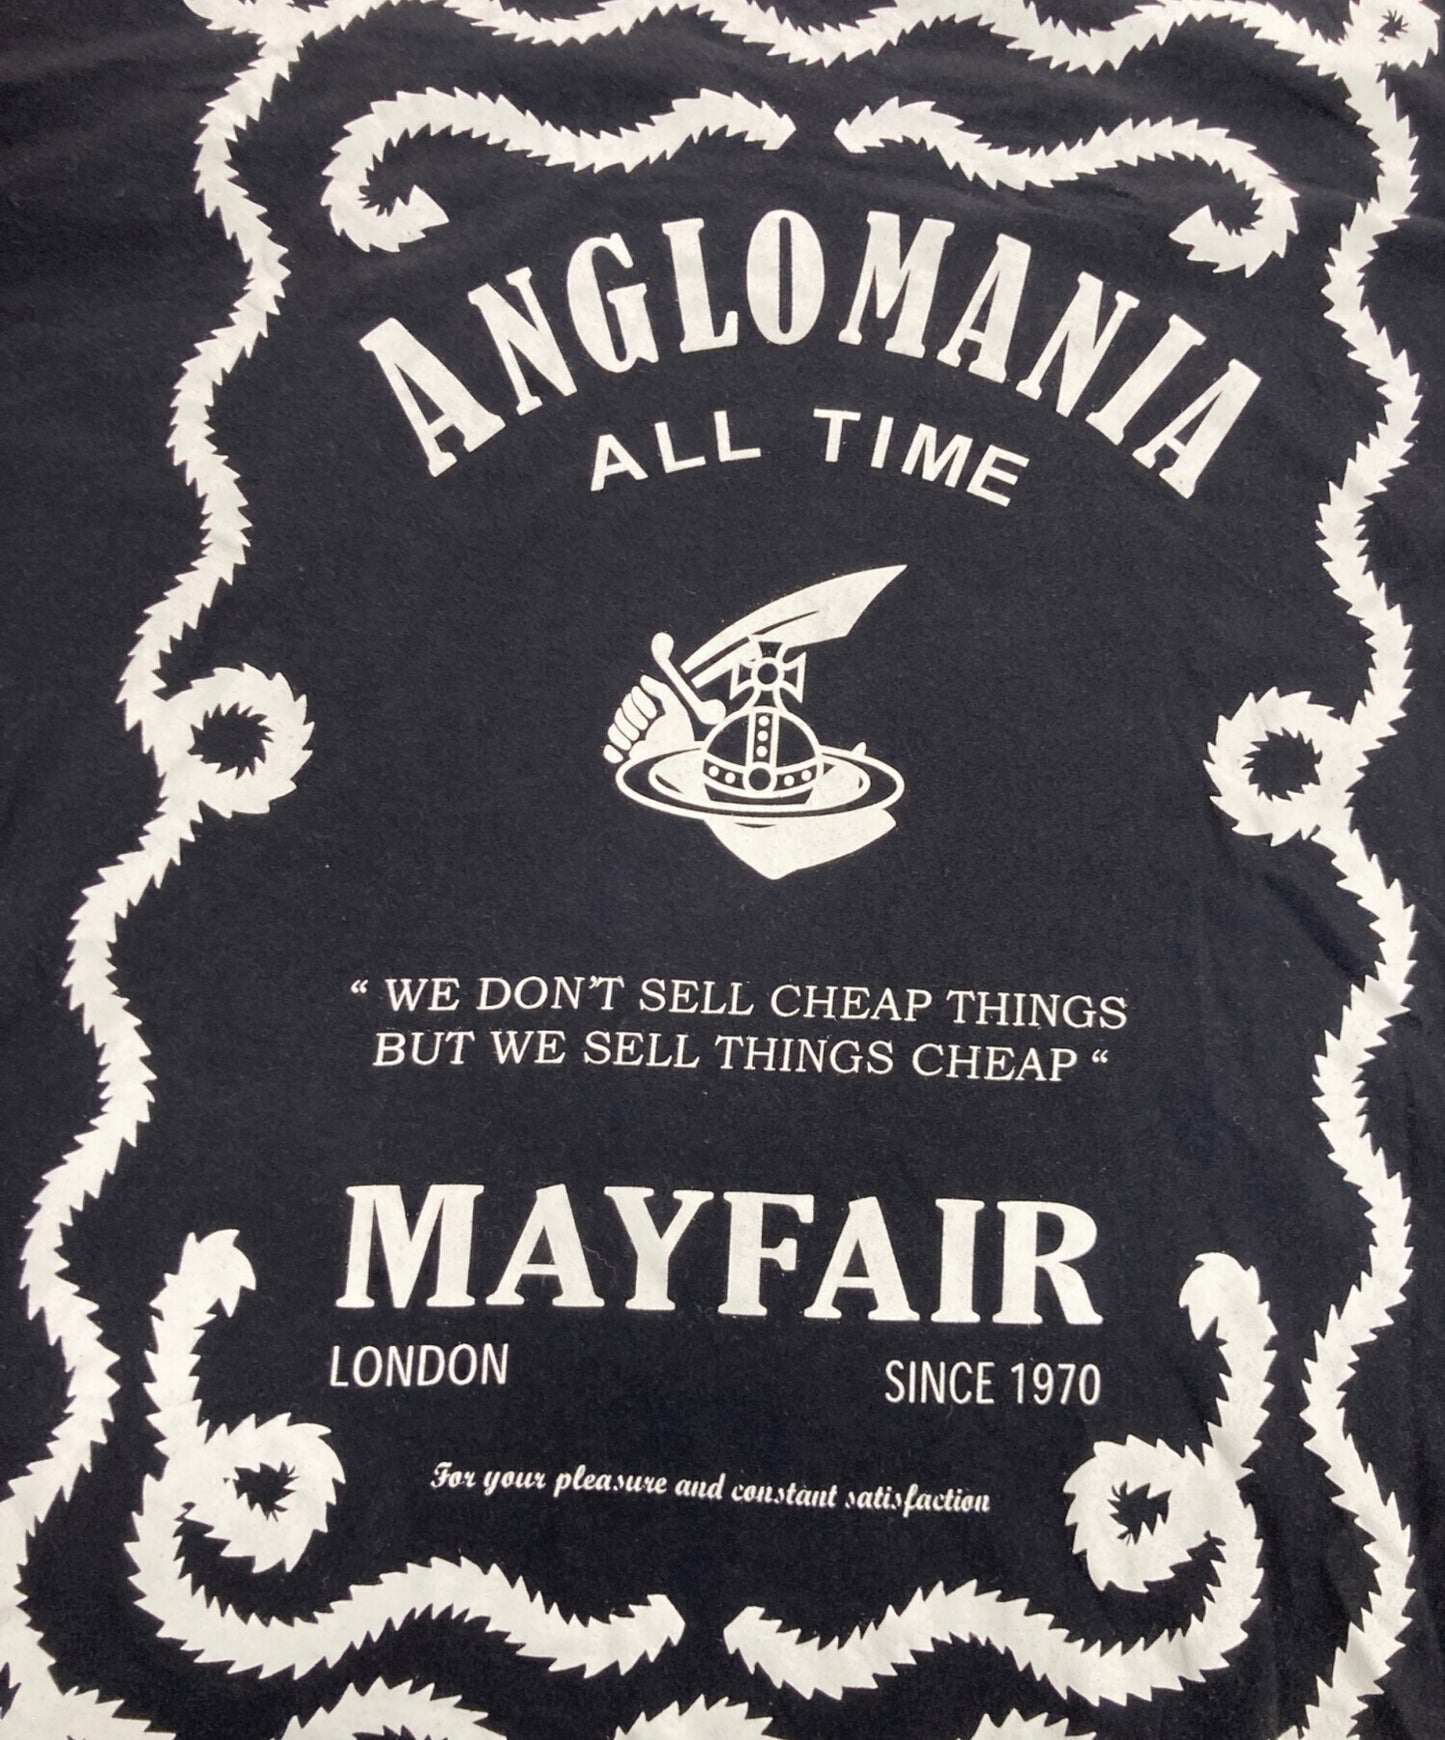 ANGLOMANIA
ALL TIME
“ WE DON'T SELL CHEAP THINGS
BUT WE SELL THINGS CHEAP “
MAYFAIR
LONDON SINCE 1970
For your pleasure and constant satisfaction